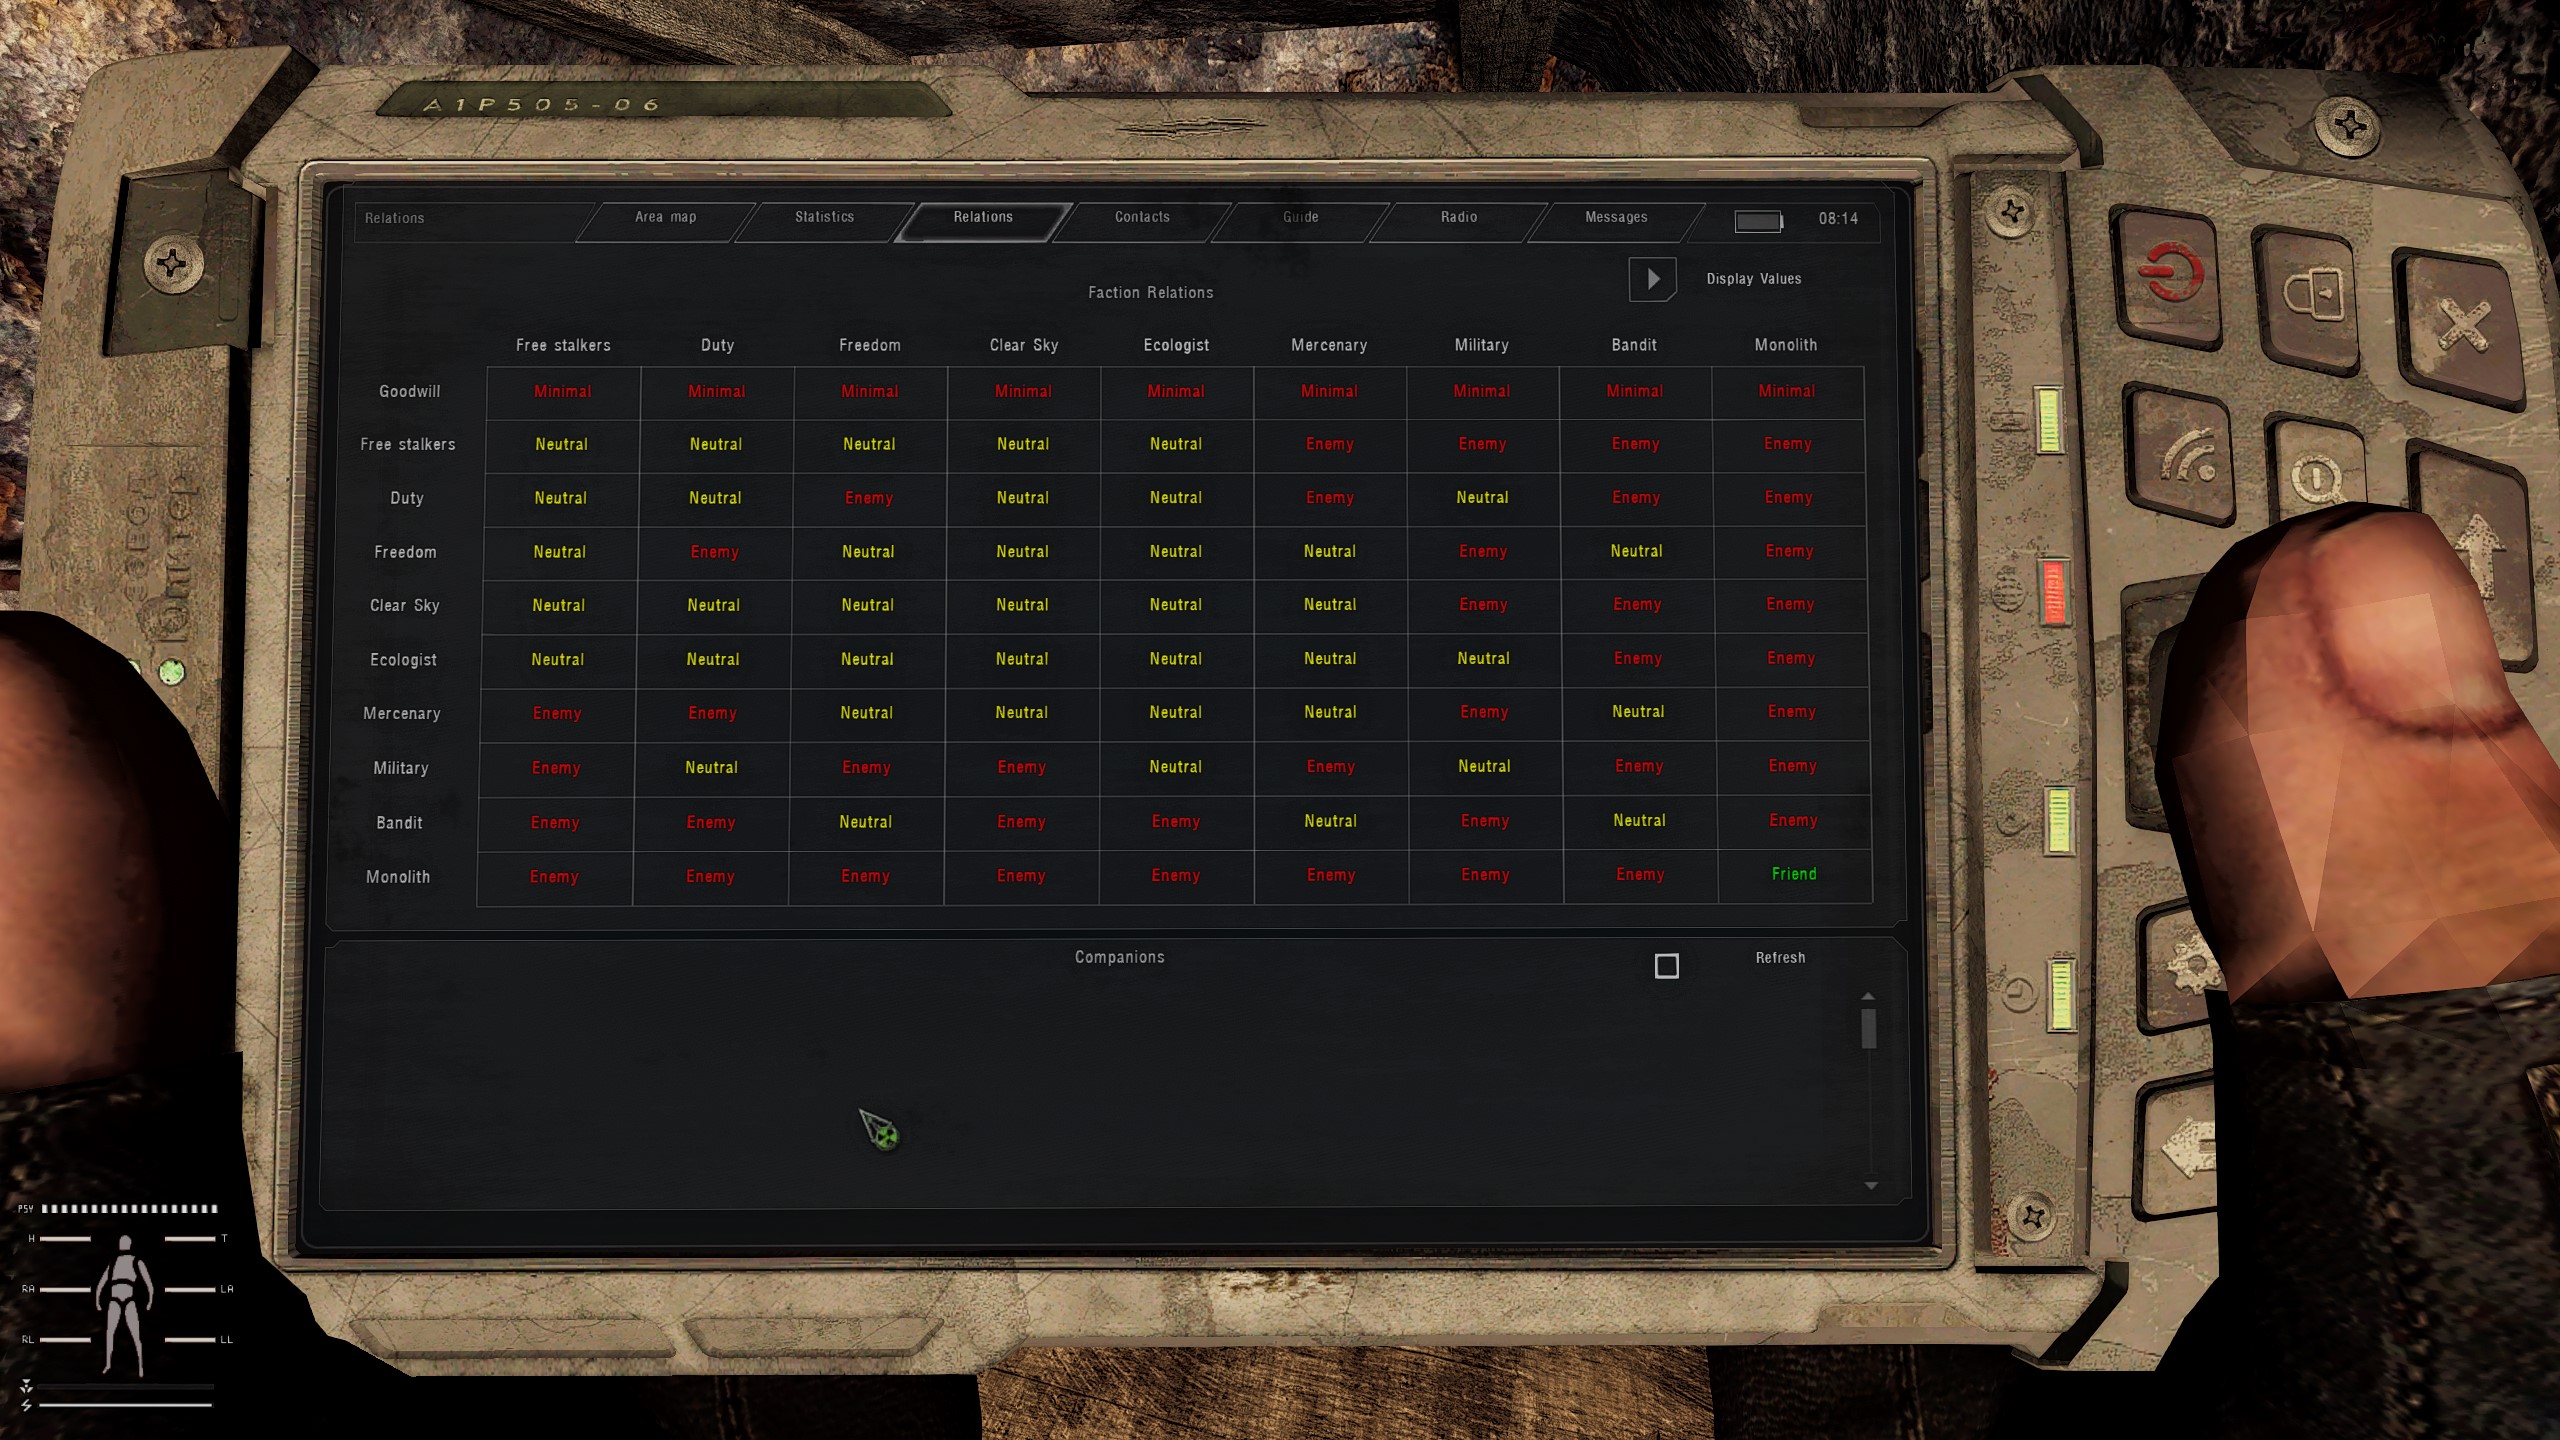 A1P505-06
Relations Area map Statistics Relations Contacts Guide Radio Messages 08:14
Faction Relations Display Values
Free stalkers Duty Freedom Clear Sky Ecologist Mercenary Military Bandit Monolith
Goodwill Minimal Minimal Minimal Minimal Minimal Minimal Minimal Minimal Minimal
Free stalkers Neutral Neutral Neutral Neutral Neutral Enemy Enemy Enemy Enemy
Duty Neutral Neutral Enemy Neutral Neutral Enemy Neutral Enemy Enemy
Freedom Neutral Enemy Neutral Neutral Neutral Neutral Enemy Neutral Enemy
Clear Sky Neutral Neutral Neutral Neutral Neutral Neutral Enemy Enemy Enemy
Ecologist Neutral Neutral Neutral Neutral Neutral Neutral Neutral Enemy Enemy
Mercenary Enemy Enemy Neutral Neutral Neutral Neutral Enemy Neutral Enemy
Military Enemy Neutral Enemy Enemy Neutral Enemy Neutral Enemy Enemy
Bandit Enemy Enemy Neutral Enemy Enemy Neutral Enemy Neutral Enemy
Monolith Enemy Enemy Enemy Enemy Enemy Enemy Enemy Enemy Friend
Companions Refresh
PSY
H T
RA LA
RL LL